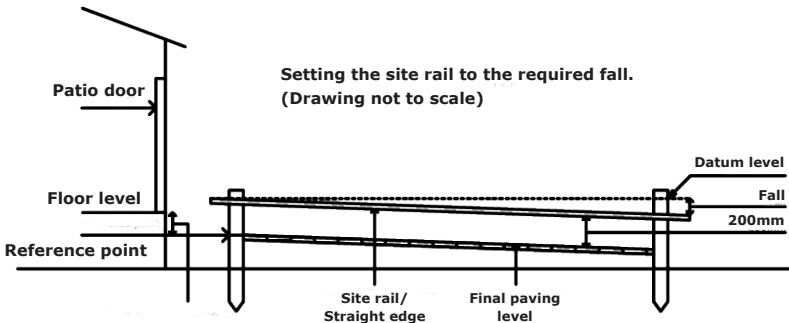 Setting the site rail to the required fall.
(Drawing not to scale)
Patio door
Datum level
Floor level
Fall
200mm
Reference point
Site rail/
Straight edge
Final paving
level